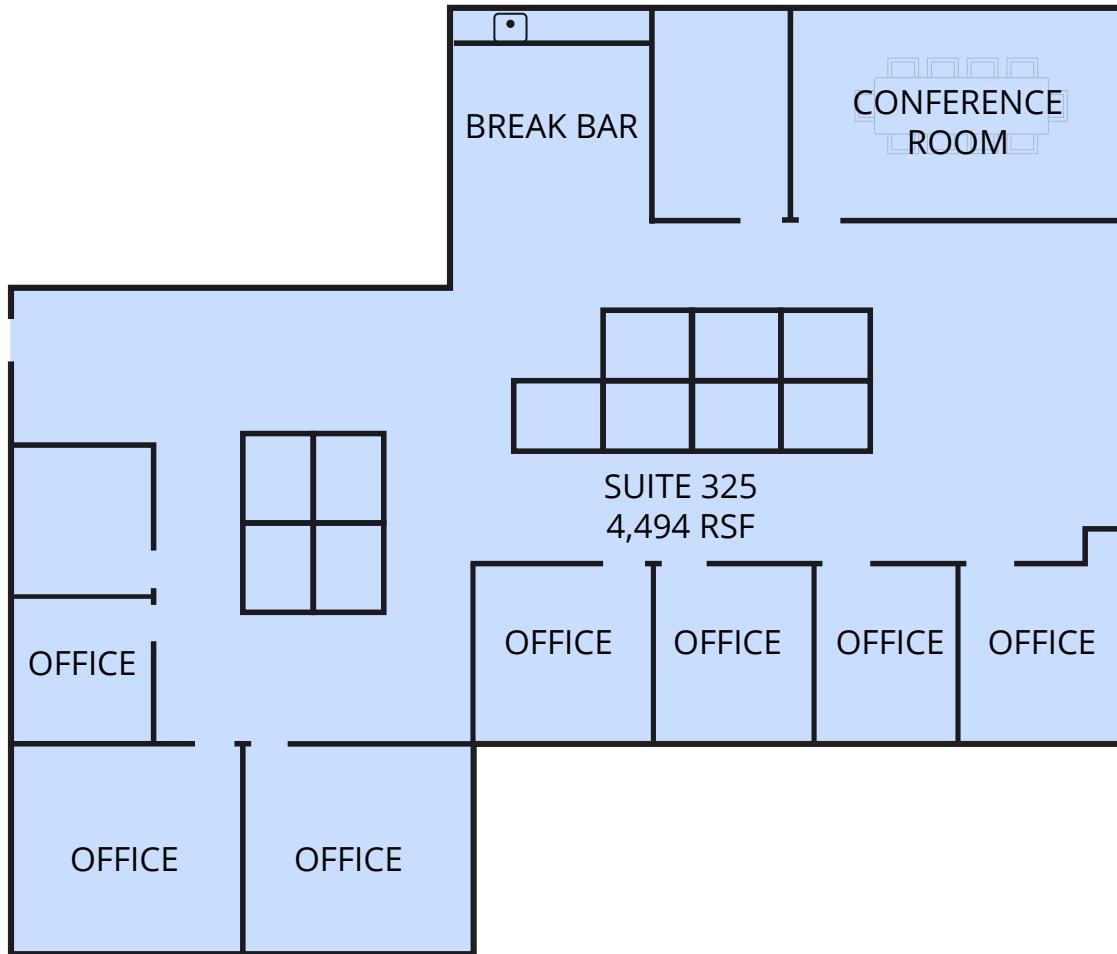 BREAK BAR
CONFERENCE
ROOM
SUITE 325
4,494 RSF
OFFICE
OFFICE
OFFICE
OFFICE
OFFICE
OFFICE
OFFICE